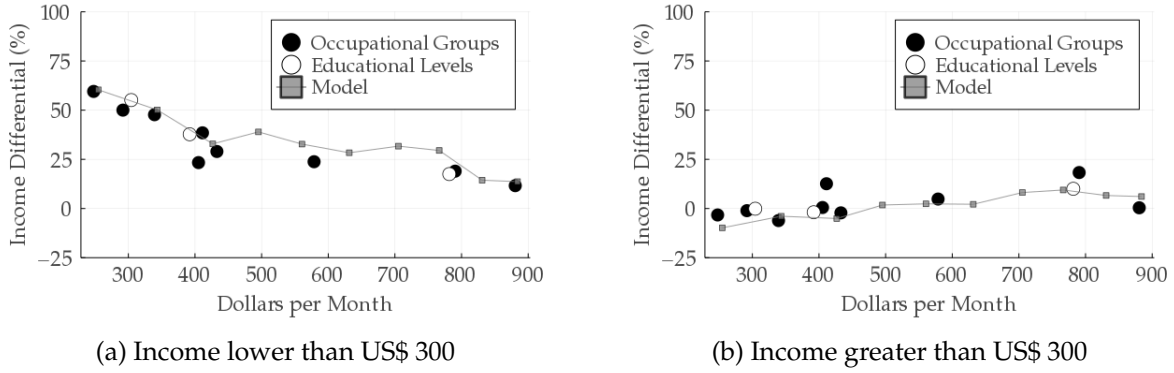 Income Differential (%)
100
75
50
25
0
−25
Occupational Groups
Educational Levels
Model
300 400 500 600 700 800 900
Dollars per Month
(a) Income lower than US$ 300
Income Differential (%)
100
75
50
25
0
−25
Occupational Groups
Educational Levels
Model
300 400 500 600 700 800 900
Dollars per Month
(b) Income greater than US$ 300